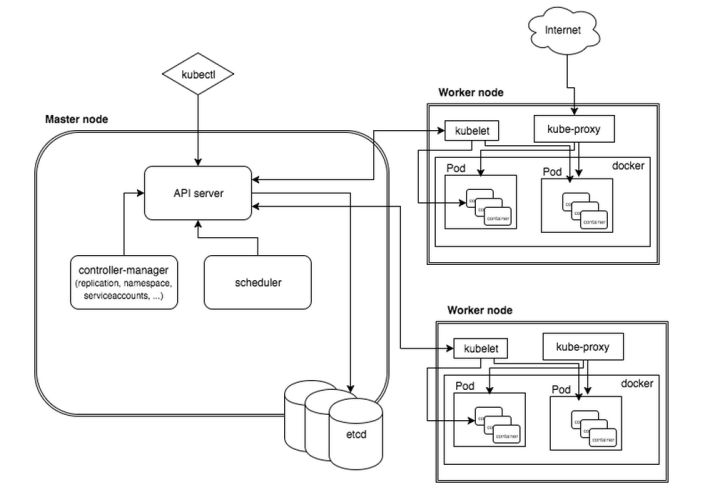 Internet
kubectl
Master node
API server
controller-manager
(replication, namespace,
serviceaccounts, ...)
scheduler
etcd
Worker node
kubelet
kube-proxy
docker
Pod
Pod
container
container
Worker node
kubelet
kube-proxy
docker
Pod
Pod
container
container